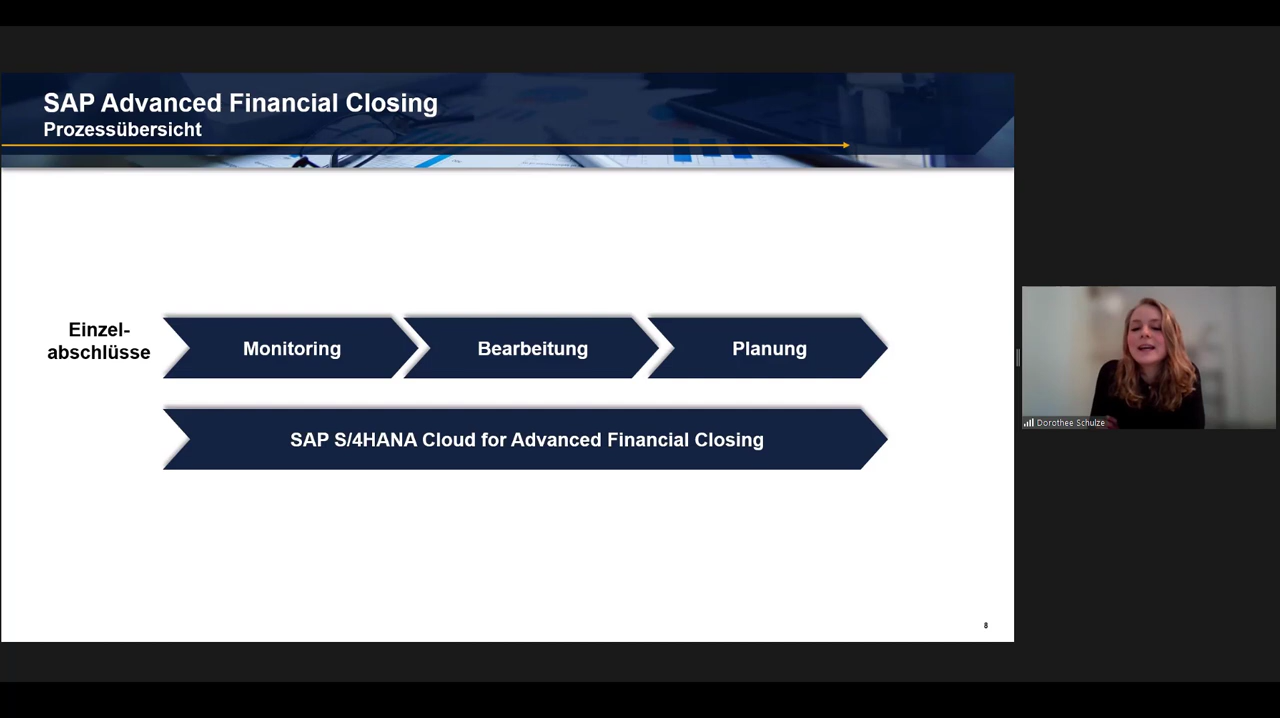 SAP Advanced Financial Closing
Prozessübersicht
Einzel-
abschlüsse
Monitoring
Bearbeitung
Planung
SAP S/4HANA Cloud for Advanced Financial Closing
8
Dorothee Schulze